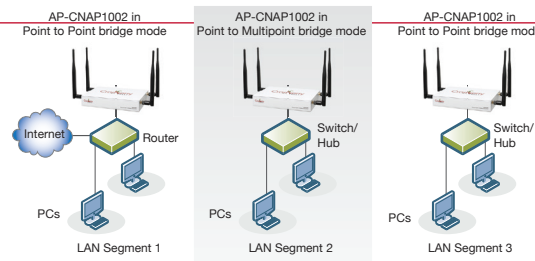 AP-CNAP1002 in
Point to Point bridge mode
Internet
Router
PCs
LAN Segment 1
AP-CNAP1002 in
Point to Multipoint bridge mode
Switch/
Hub
PCs
LAN Segment 2
AP-CNAP1002 in
Point to Point bridge mod
Switch/
Hub
PCs
LAN Segment 3